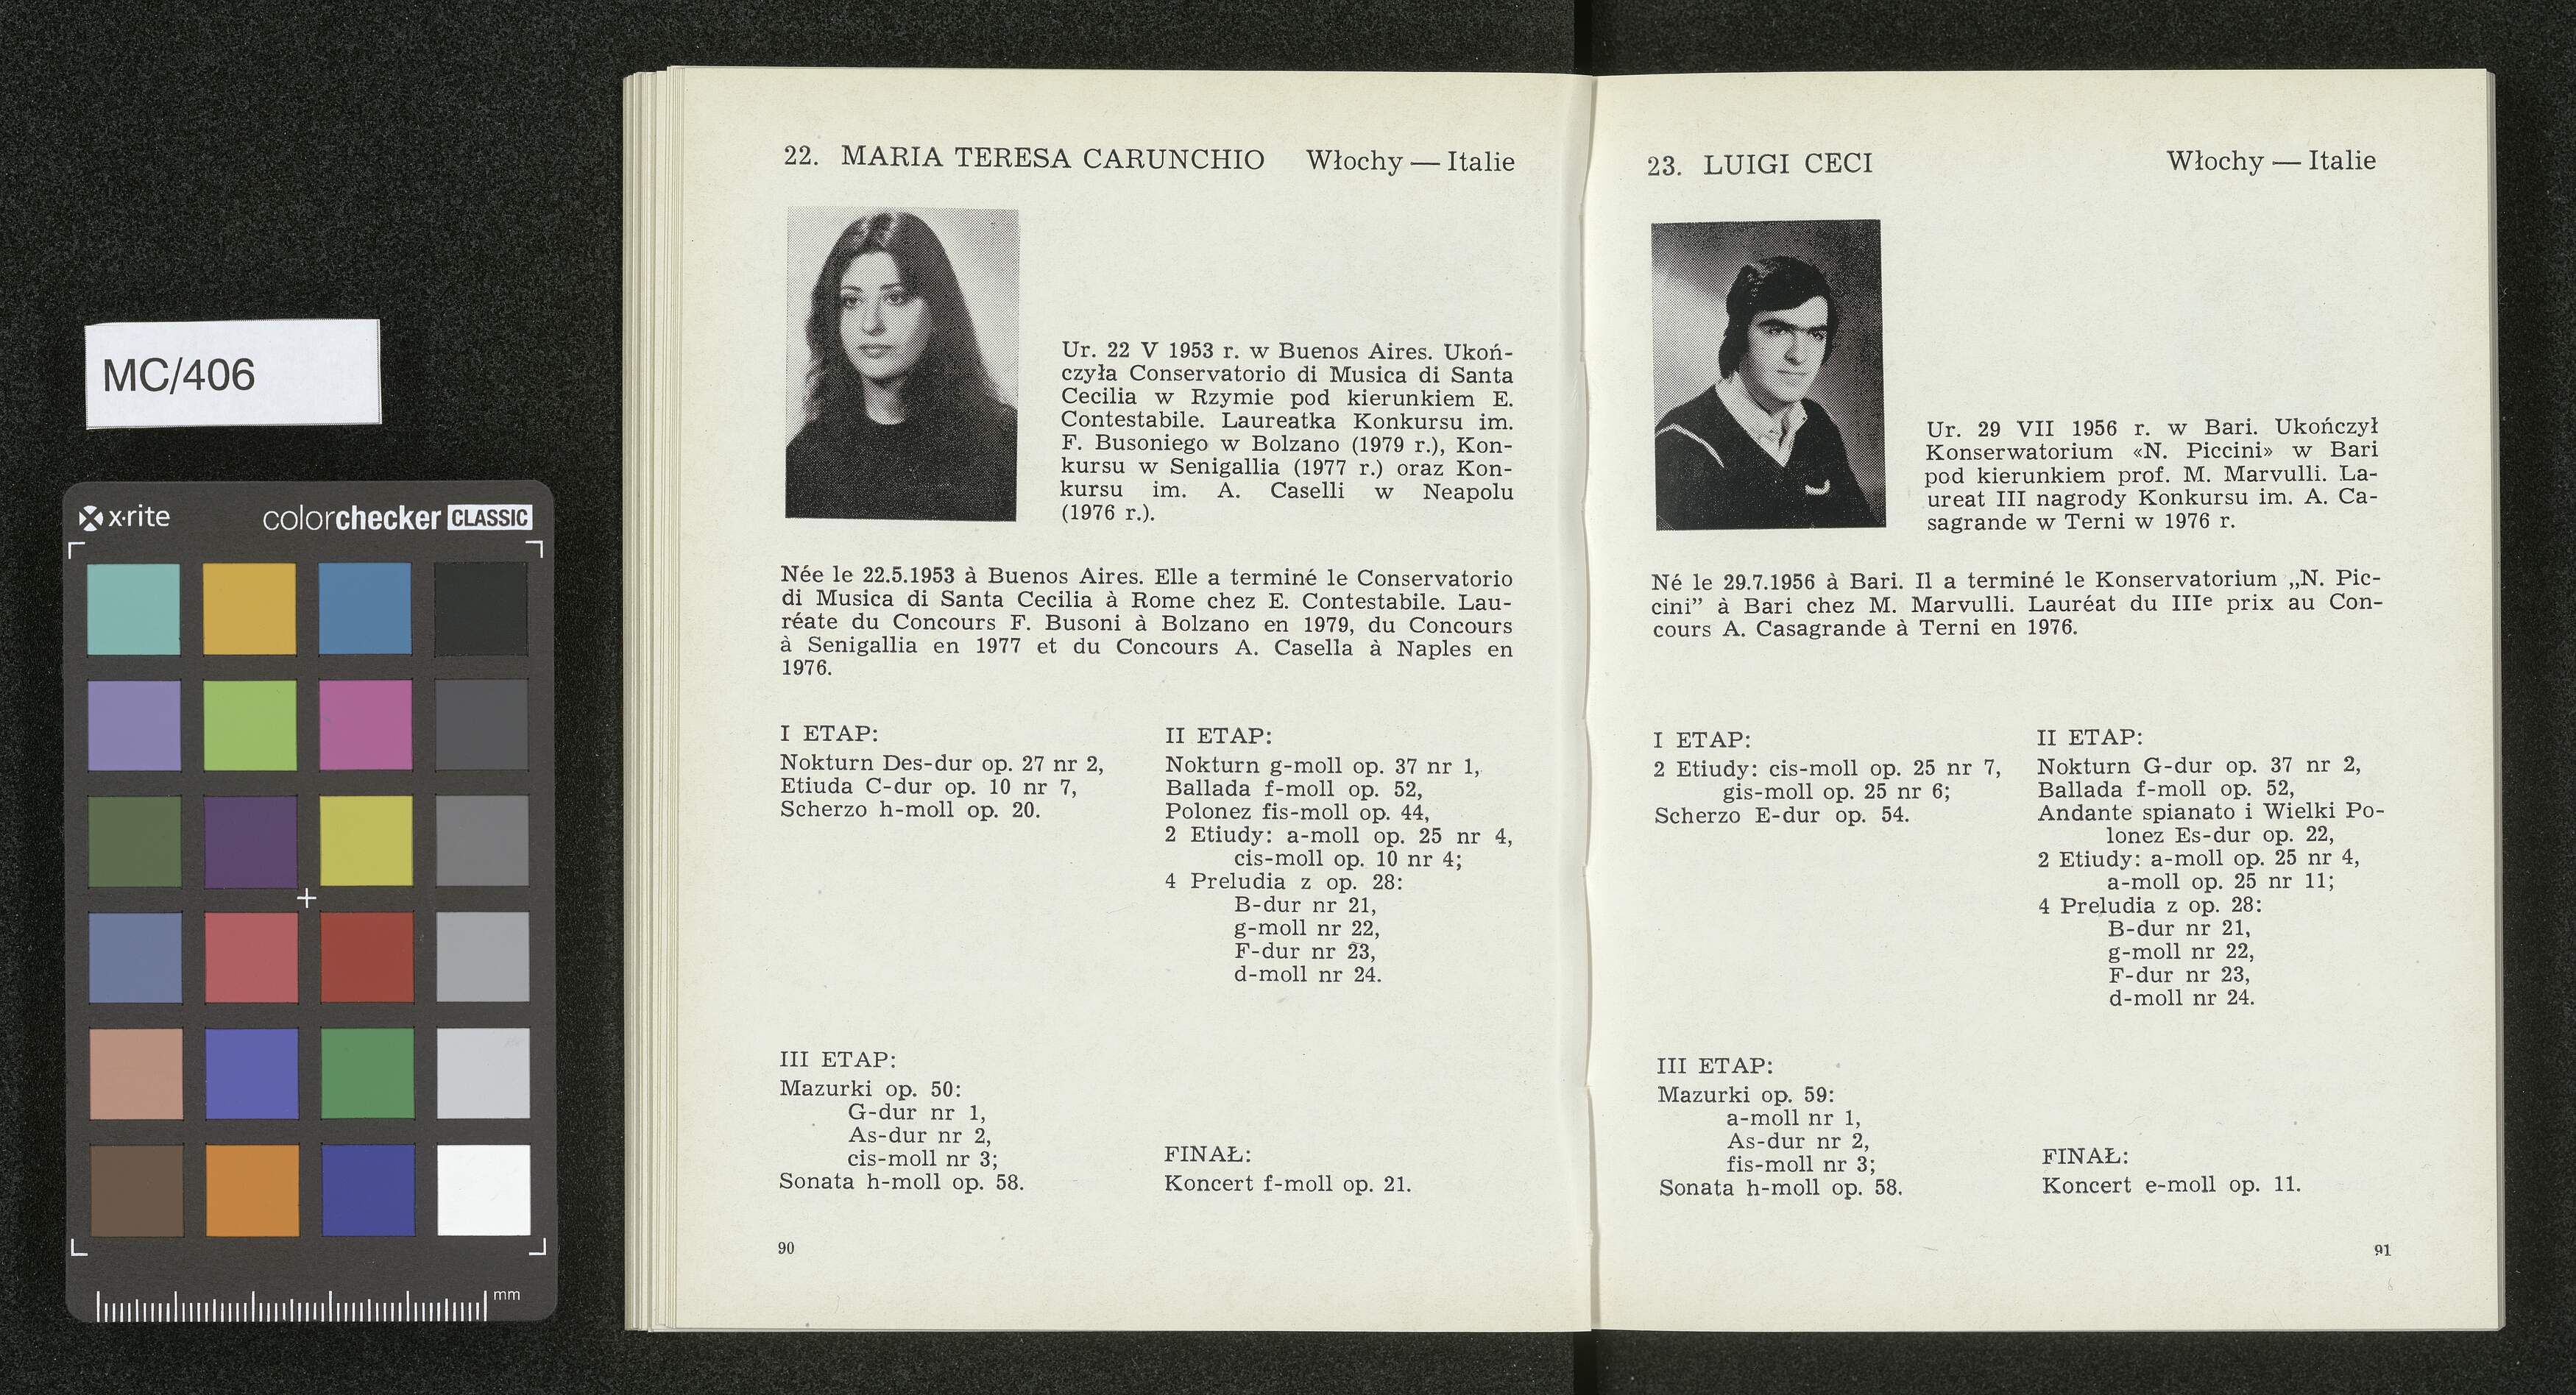 MC/406
x·rite
colorchecker CLASSIC
mm
22. MARIA TERESA CARUNCHIO Włochy — Italie
Ur. 22 V 1953 r. w Buenos Aires. Ukoń-
czyła Conservatorio di Musica di Santa
Cecilia w Rzymie pod kierunkiem E.
Contestabile. Laureatka Konkursu im.
F. Busoniego w Bolzano (1979 r.), Kon-
kursu w Senigallia (1977 r.) oraz Kon-
kursu im. A. Caselli w Neapolu
(1976 r.).
Née le 22.5.1953 à Buenos Aires. Elle a terminé le Conservatorio
di Musica di Santa Cecilia à Rome chez E. Contestabile. Lau-
réate du Concours F. Busoni à Bolzano en 1979, du Concours
à Senigallia en 1977 et du Concours A. Casella à Naples en
1976.
I ETAP:
Nokturn Des-dur op. 27 nr 2,
Etiuda C-dur op. 10 nr 7,
Scherzo h-moll op. 20.
II ETAP:
Nokturn g-moll op. 37 nr 1,
Ballada f-moll op. 52,
Polonez fis-moll op. 44,
2 Etiudy: a-moll op. 25 nr 4,
cis-moll op. 10 nr 4;
4 Preludia z op. 28:
B-dur nr 21,
g-moll nr 22,
F-dur nr 23,
d-moll nr 24.
III ETAP:
Mazurki op. 50:
G-dur nr 1,
As-dur nr 2,
cis-moll nr 3;
Sonata h-moll op. 58.
FINAŁ:
Koncert f-moll op. 21.
90
23. LUIGI CECI Włochy — Italie
Ur. 29 VII 1956 r. w Bari. Ukończył
Konserwatorium «N. Piccini» w Bari
pod kierunkiem prof. M. Marvulli. La-
ureat III nagrody Konkursu im. A. Ca-
sagrande w Terni w 1976 r.
Né le 29.7.1956 à Bari. Il a terminé le Konservatorium „N. Pic-
cini” à Bari chez M. Marvulli. Lauréat du IIIe prix au Con-
cours A. Casagrande à Terni en 1976.
I ETAP:
2 Etiudy: cis-moll op. 25 nr 7,
gis-moll op. 25 nr 6;
Scherzo E-dur op. 54.
II ETAP:
Nokturn G-dur op. 37 nr 2,
Ballada f-moll op. 52,
Andante spianato i Wielki Po-
lonez Es-dur op. 22,
2 Etiudy: a-moll op. 25 nr 4,
a-moll op. 25 nr 11;
4 Preludia z op. 28:
B-dur nr 21,
g-moll nr 22,
F-dur nr 23,
d-moll nr 24.
III ETAP:
Mazurki op. 59:
a-moll nr 1,
As-dur nr 2,
fis-moll nr 3;
Sonata h-moll op. 58.
FINAŁ:
Koncert e-moll op. 11.
91